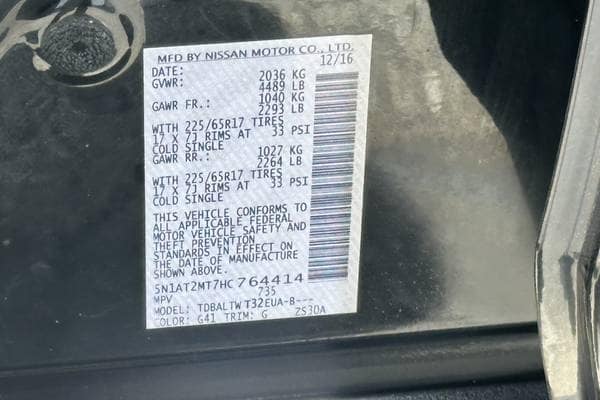 MFD BY NISSAN MOTOR CO., LTD.
DATE: 12/16
GVWR: 2036 KG
4489 LB
GAWR FR.: 1040 KG
2293 LB
WITH 225/65R17 TIRES
17 X 7J RIMS AT 33 PSI
COLD SINGLE
GAWR RR.: 1027 KG
2264 LB
WITH 225/65R17 TIRES
17 X 7J RIMS AT 33 PSI
COLD SINGLE
THIS VEHICLE CONFORMS TO
ALL APPLICABLE FEDERAL
MOTOR VEHICLE SAFETY AND
THEFT PREVENTION
STANDARDS IN EFFECT ON
THE DATE OF MANUFACTURE
SHOWN ABOVE.
5N1AT2MT7HC764414
MPV 735
MODEL: TDBALTWT32EUA-8---
COLOR: G41 TRIM: G ZS30A